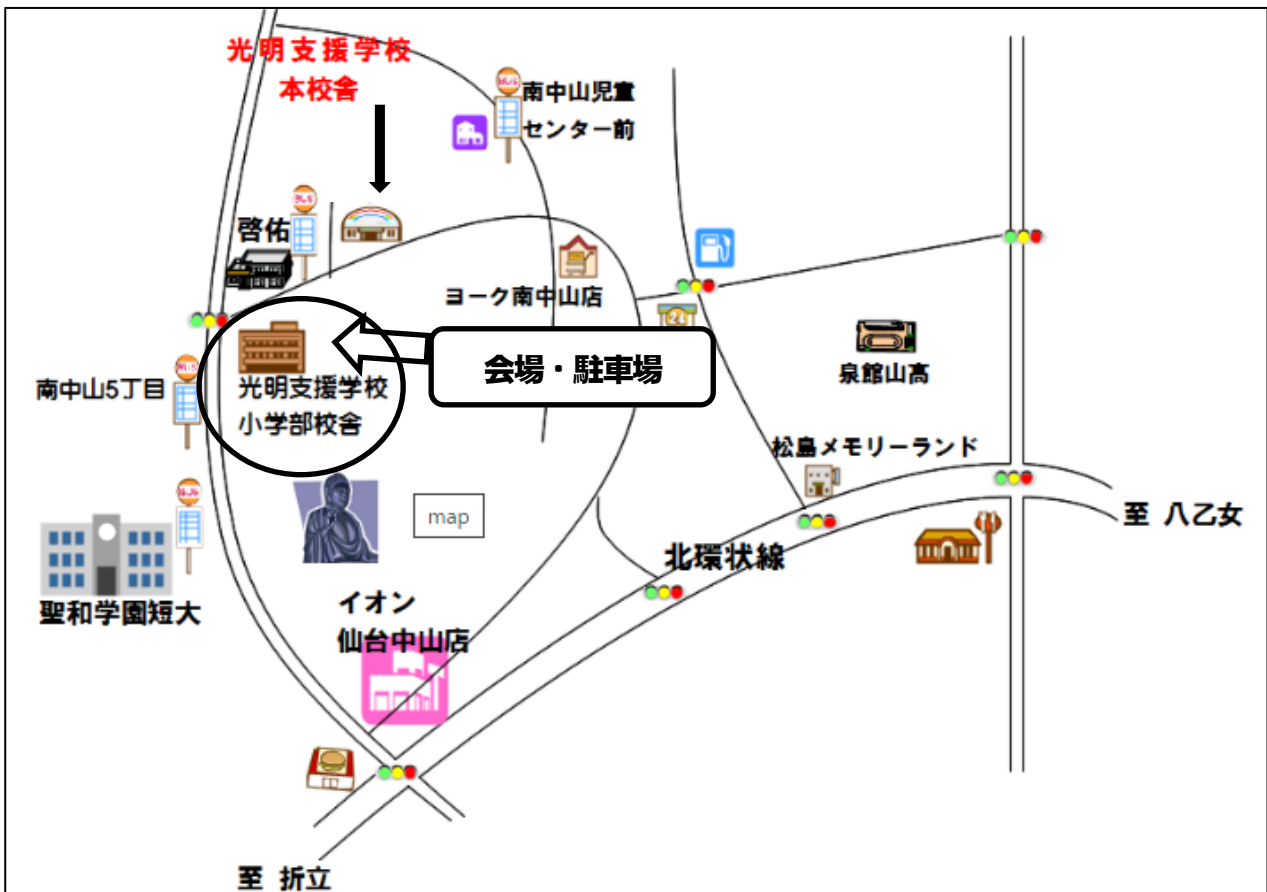 光明支援学校
本校舎
南中山児童
センター前
啓佑
ヨーク南中山店
24
会場・駐車場
泉館山高
南中山5丁目
光明支援学校
小学部校舎
松島メモリーランド
map
至 八乙女
北環状線
聖和学園短大
イオン
仙台中山店
至 折立